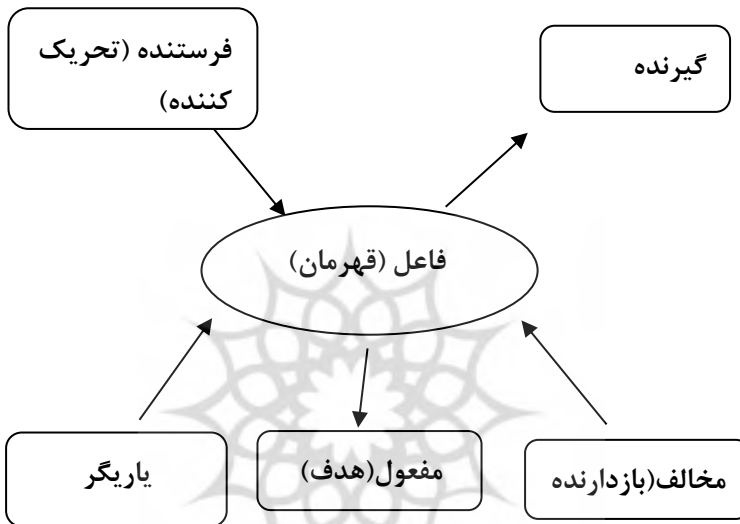 گیرنده
فرستنده (تحریک
کننده)
فاعل (قهرمان)
مخالف(بازدارنده
مفعول(هدف)
یاریگر